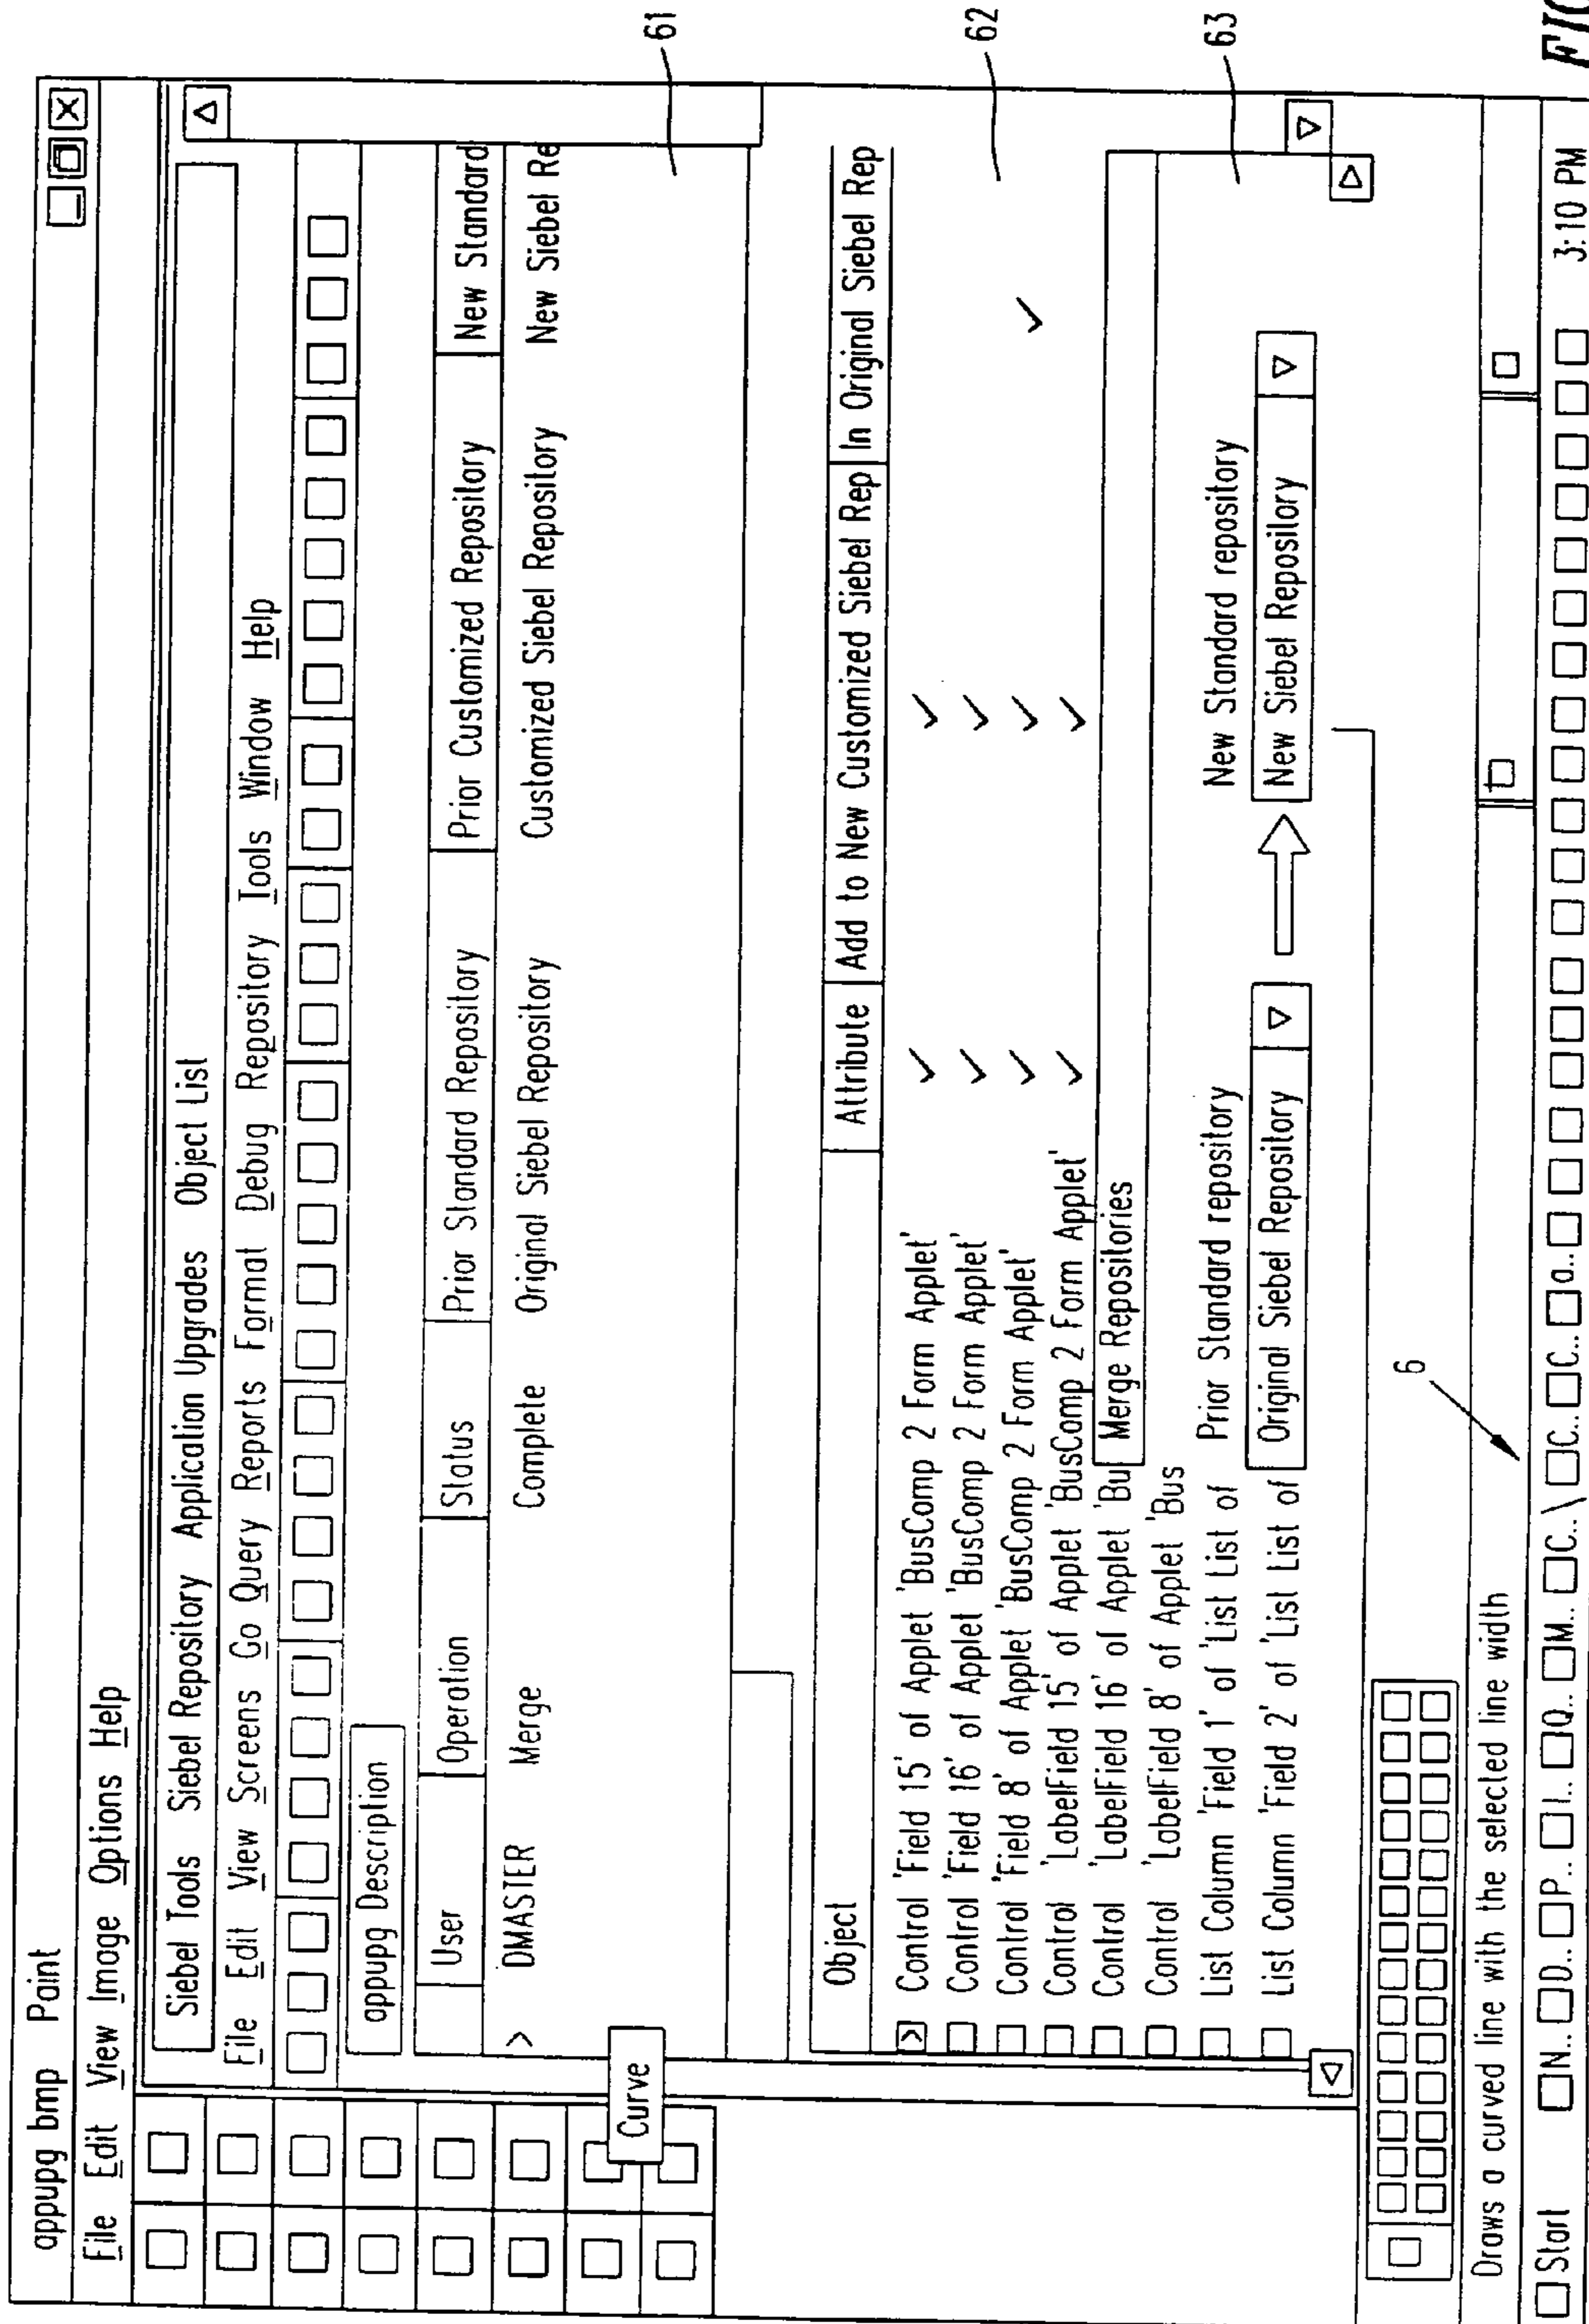 appupg bmp Paint
File Edit View Image Options Help
Siebel Tools Siebel Repository Application Upgrades Object List
File Edit View Screens Go Query Reports Format Debug Repository Tools Window Help
appupg Description
User Operation Status Prior Standard Repository Prior Customized Repository New Standard
> DMASTER Merge Complete Original Siebel Repository Customized Siebel Repository New Siebel Re
61
Curve
Object Attribute Add to New Customized Siebel Rep In Original Siebel Rep
> Control 'Field 15' of Applet 'BusComp 2 Form Applet' ✓ ✓
Control 'Field 16' of Applet 'BusComp 2 Form Applet' ✓ ✓
62
Control 'Field 8' of Applet 'BusComp 2 Form Applet' ✓ ✓ ✓
Control 'LabelField 15' of Applet 'BusComp 2 Form Applet' ✓ ✓
Control 'LabelField 16' of Applet 'Bu Merge Repositories
Control 'LabelField 8' of Applet 'Bus
List Column 'Field 1' of 'List List of Prior Standard repository New Standard repository
63
List Column 'Field 2' of 'List List of Original Siebel Repository New Siebel Repository
6
Draws a curved line with the selected line width
Start N.. D.. P.. I.. Q.. M.. C..\ C.. C.. a.. 3:10 PM